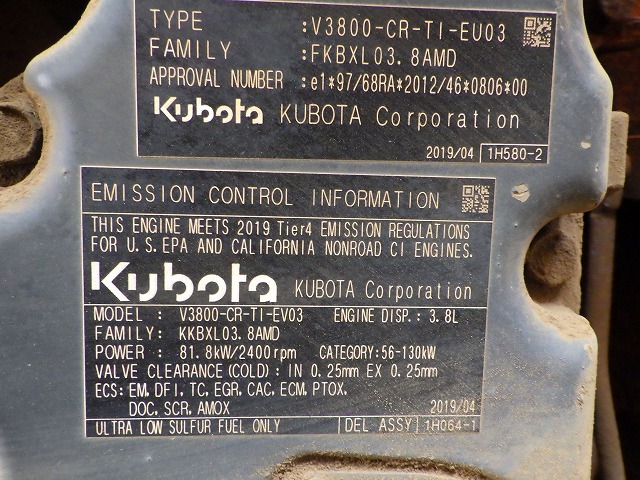 TYPE :V3800-CR-TI-EU03
FAMILY :FKBXL03.8AMD
APPROVAL NUMBER :e1*97/68RA*2012/46*0806*00
Kubota KUBOTA Corporation
2019/04 1H580-2
EMISSION CONTROL INFORMATION
THIS ENGINE MEETS 2019 Tier4 EMISSION REGULATIONS
FOR U.S.EPA AND CALIFORNIA NONROAD CI ENGINES.
Kubota KUBOTA Corporation
MODEL : V3800-CR-TI-EV03 ENGINE DISP.: 3.8L
FAMILY: KKBXL03.8AMD
POWER : 81.8kW/2400rpm CATEGORY:56-130kW
VALVE CLEARANCE(COLD): IN 0.25mm EX 0.25mm
ECS: EM, DFI, TC, EGR, CAC, ECM, PTOX,
DOC, SCR, AMOX 2019/04
ULTRA LOW SULFUR FUEL ONLY DEL ASSY 1H064-1